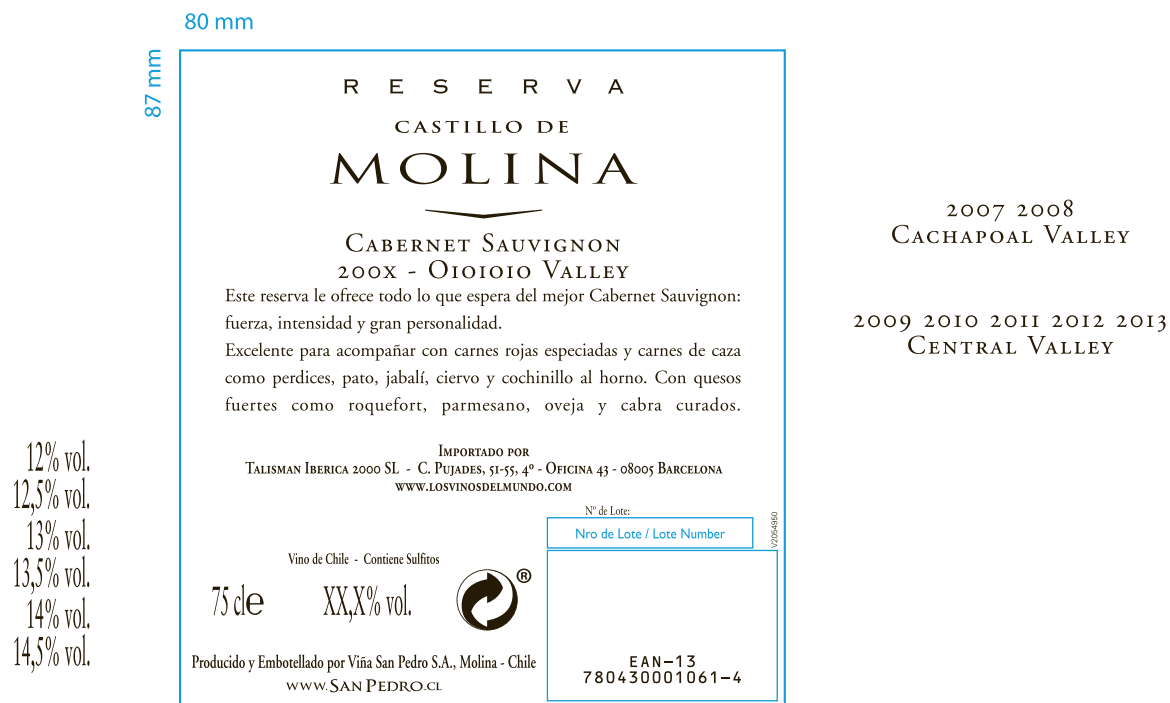 80 mm
87 mm
RESERVA
CASTILLO DE
MOLINA
CABERNET SAUVIGNON
200X - OIOIOIO VALLEY
Este reserva le ofrece todo lo que espera del mejor Cabernet Sauvignon:
fuerza, intensidad y gran personalidad.
Excelente para acompañar con carnes rojas especiadas y carnes de caza
como perdices, pato, jabalí, ciervo y cochinillo al horno. Con quesos
fuertes como roquefort, parmesano, oveja y cabra curados.
IMPORTADO POR
TALISMAN IBERICA 2000 SL - C. PUJADES, 51-55, 4º - OFICINA 43 - 08005 BARCELONA
WWW.LOSVINOSDELMUNDO.COM
Nº de Lote:
Nro de Lote / Lote Number
V2054950
Vino de Chile - Contiene Sulfitos
75 cl e
XX,X% vol.
®
Producido y Embotellado por Viña San Pedro S.A., Molina - Chile
WWW.SANPEDRO.CL
EAN-13
780430001061-4
12% vol.
12,5% vol.
13% vol.
13,5% vol.
14% vol.
14,5% vol.
2007 2008
CACHAPOAL VALLEY
2009 2010 2011 2012 2013
CENTRAL VALLEY